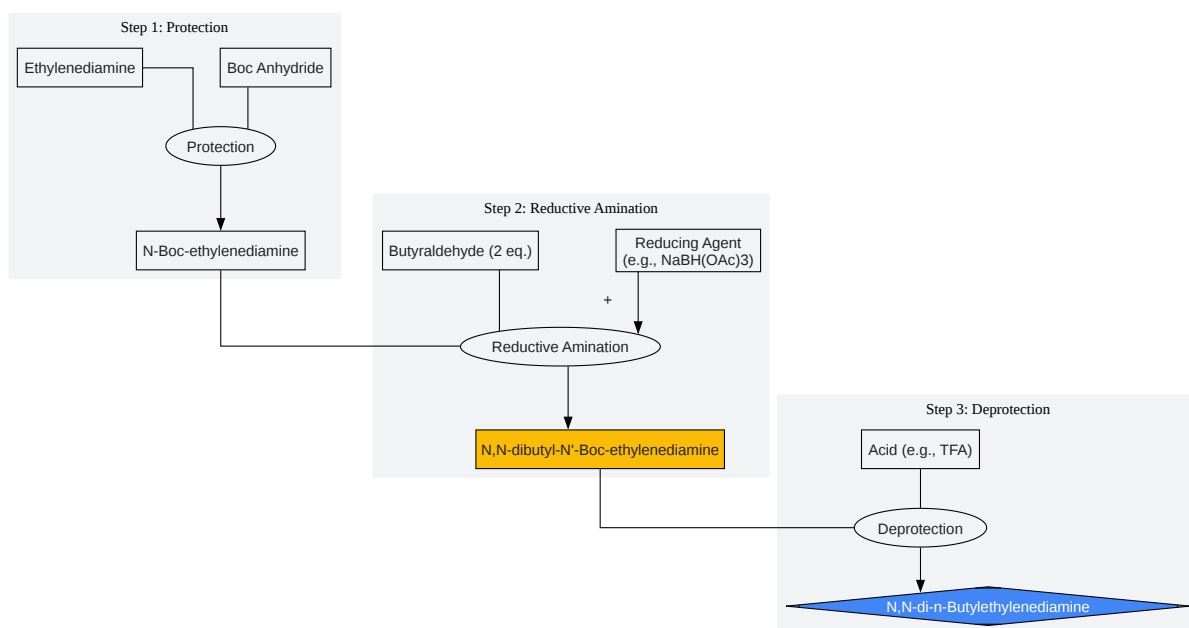 Step 1: Protection
Ethylenediamine
Boc Anhydride
Protection
N-Boc-ethylenediamine
Step 2: Reductive Amination
Butyraldehyde (2 eq.)
Reducing Agent
(e.g., NaBH(OAc)3)
+
Reductive Amination
N,N-dibutyl-N'-Boc-ethylenediamine
Step 3: Deprotection
Acid (e.g., TFA)
Deprotection
N,N-di-n-Butylethylenediamine